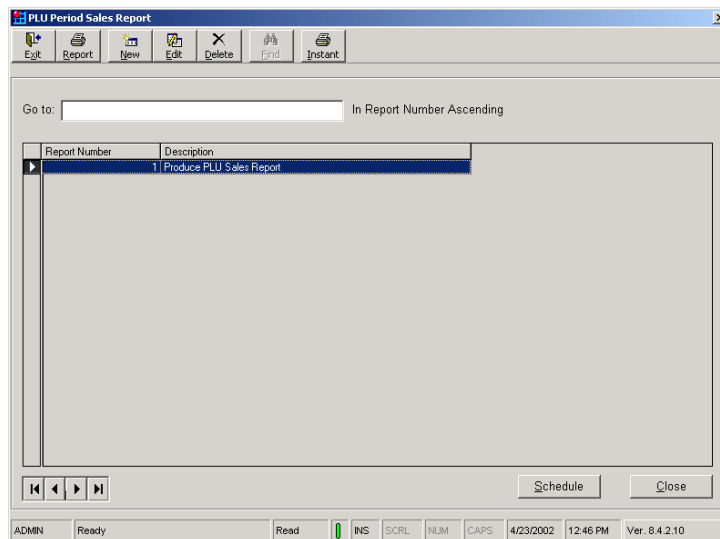 PLU Period Sales Report
Exit Report New Edit Delete Find Instant
Go to: In Report Number Ascending
Report Number Description
1 Produce PLU Sales Report
Schedule Close
ADMIN Ready Read INS SCRL NUM CAPS 4/23/2002 12:46 PM Ver. 8.4.2.10